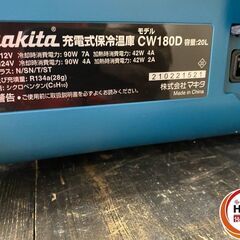 akita 充電式保冷温庫 モデル CW180D 容量:20L
12V 冷却時消費電力: 90W 7A 加熱時消費電力: 42W 4A
24V 冷却時消費電力: 90W 4A 加熱時消費電力: 42W 2A
ラス: N/SN/T/ST
R134a(28g)
シクロペンタン(C₅H₁₀)
210221521
株式会社マキタ
Made in China
H